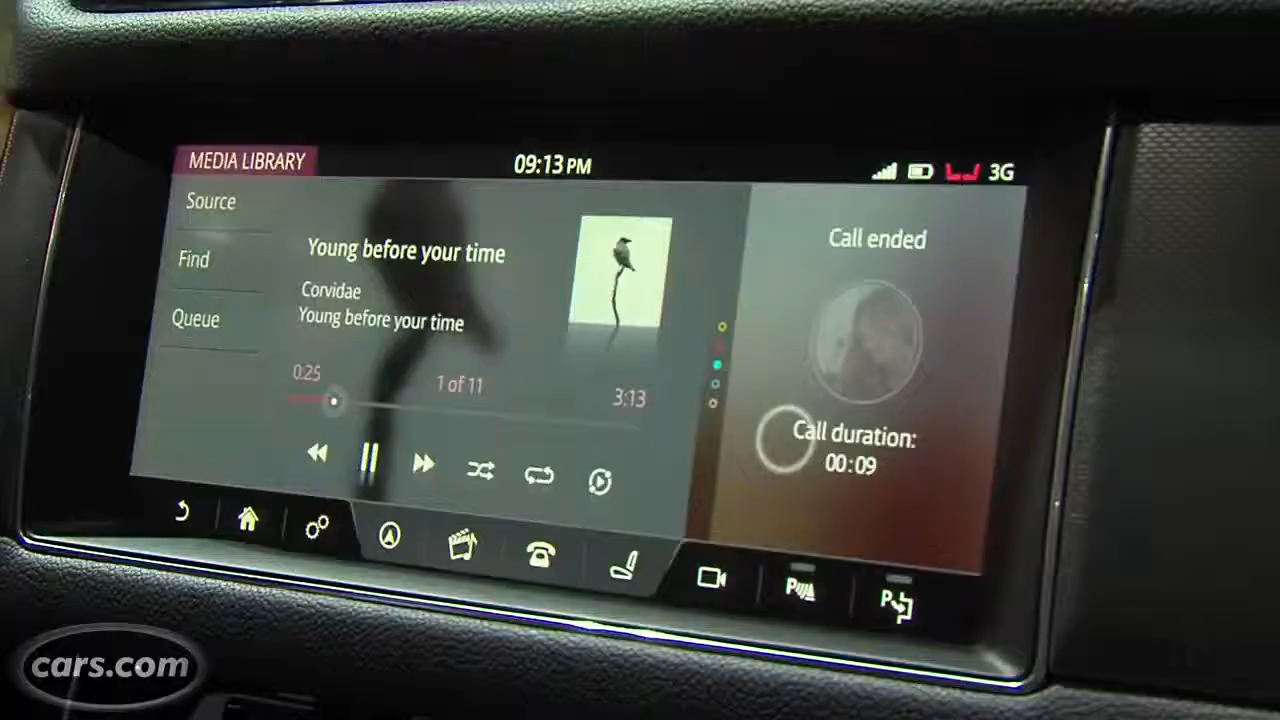 MEDIA LIBRARY
09:13 PM
3G
Source
Find
Queue
Young before your time
Corvidae
Young before your time
0:25
1 of 11
3:13
Call ended
Call duration:
00:09
P
P
cars.com